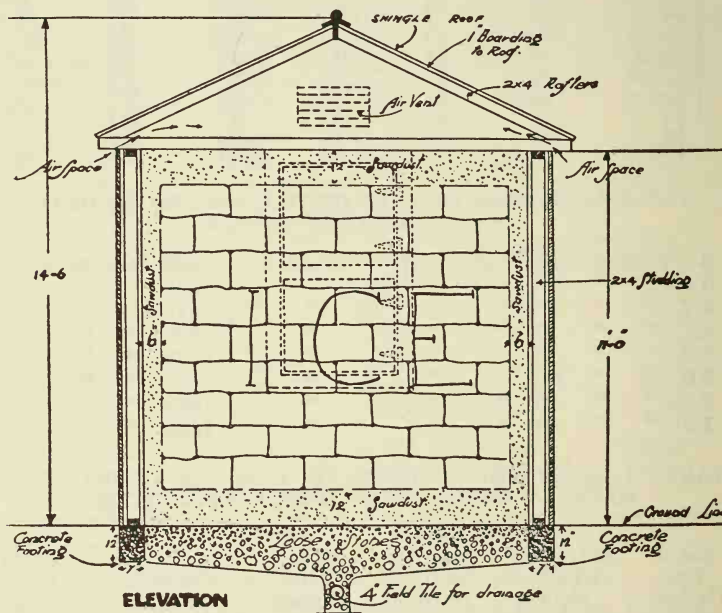 SHINGLE ROOF
1" Boarding
to Roof.
2x4 Rafters
Air Vent
Air Space
Air Space
12" Sawdust
14-6
6" Sawdust
6" Sawdust
2x4 Studding
11'-0"
ICE
12" Sawdust
Ground Line
Concrete
Footing
12"
Loose Stones
12"
Concrete
Footing
7"
7"
4" Field Tile for drainage
ELEVATION